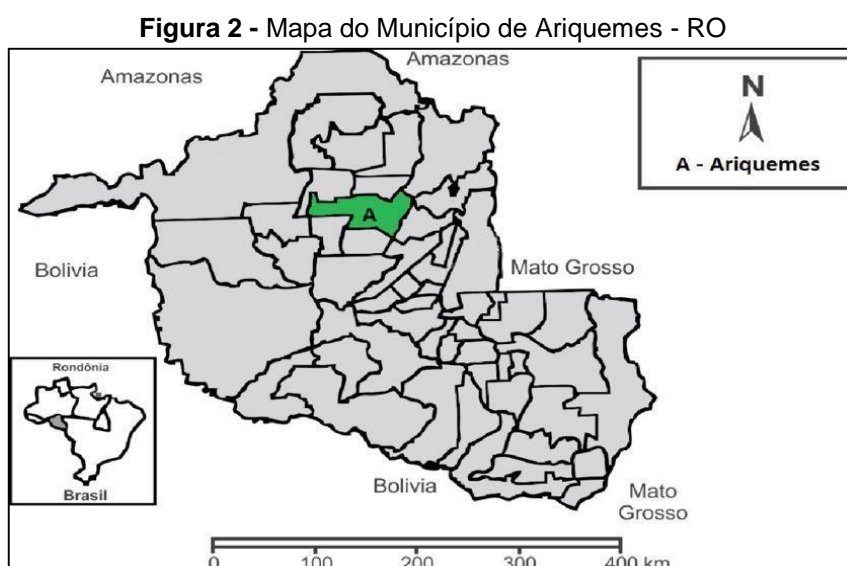 Figura 2 - Mapa do Município de Ariquemes - RO
Amazonas
Amazonas
N
A - Ariquemes
A
Bolivia
Mato Grosso
Rondônia
Brasil
Bolivia
Mato
Grosso
0 100 200 300 400 km